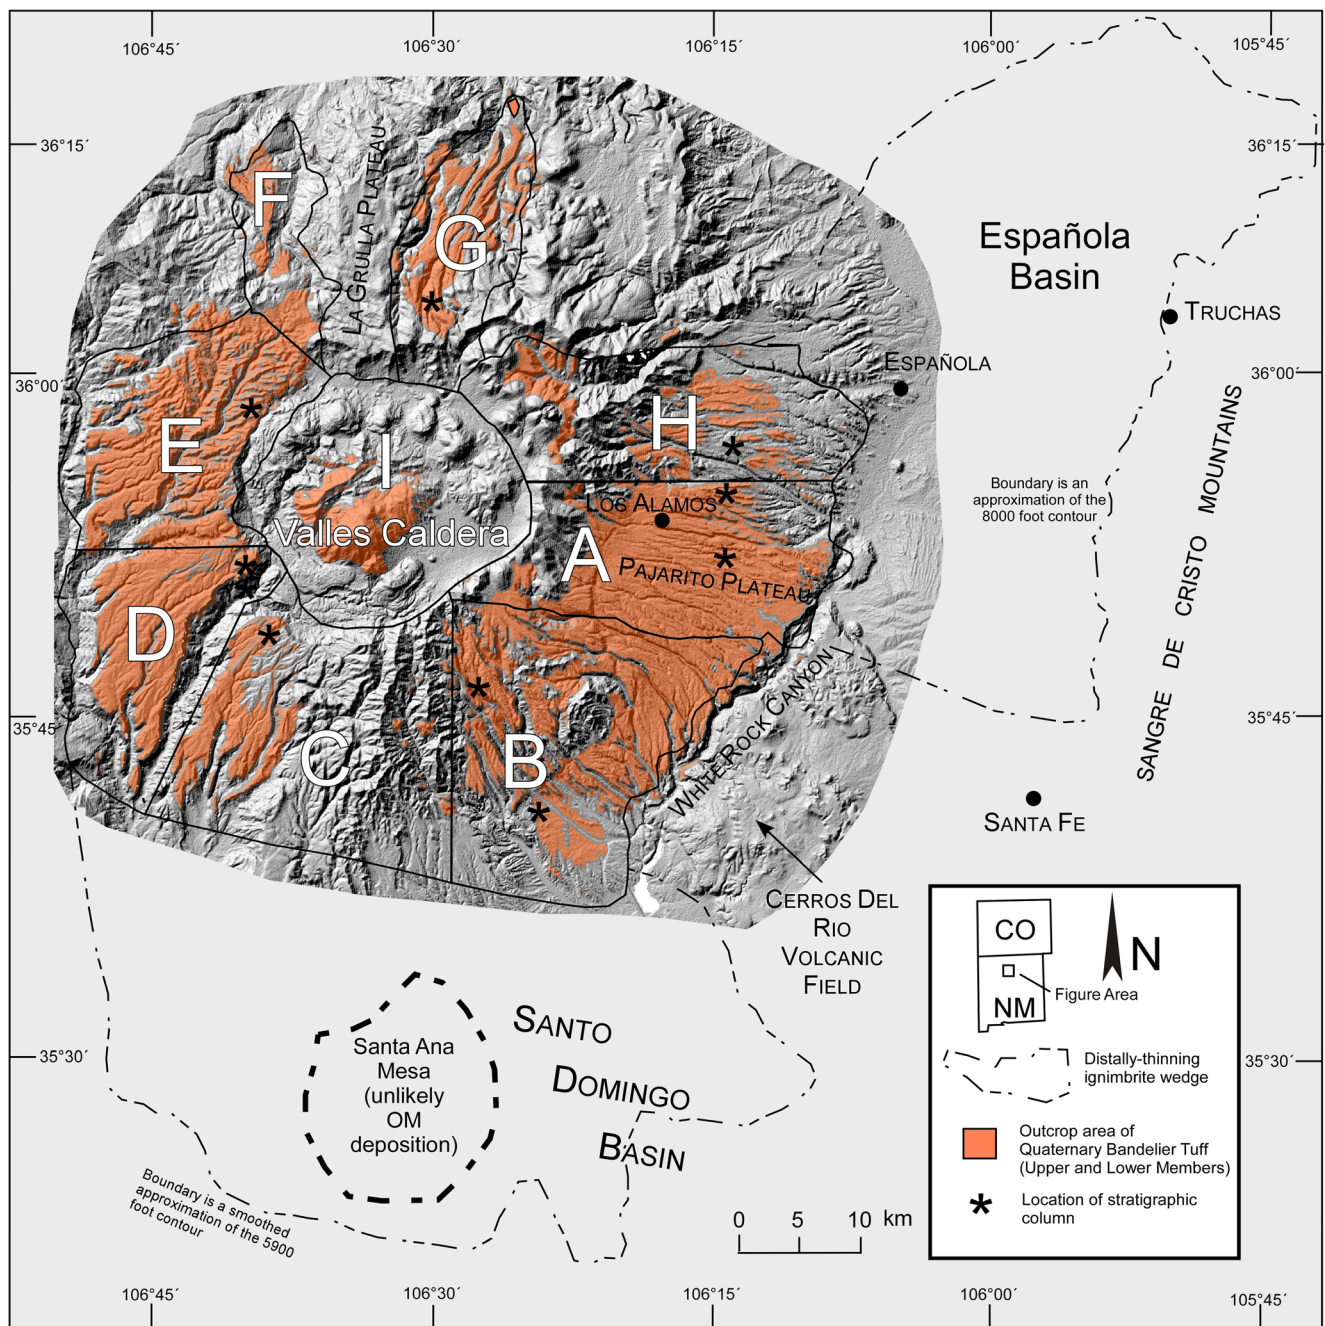 106°45´ 106°30´ 106°15´ 106°00´ 105°45´
36°15´ 36°15´
F
G
LA GRULLA PLATEAU
Española
Basin
TRUCHAS
ESPAÑOLA
36°00´ 36°00´
E
I
H
Valles Caldera
LOS ALAMOS
A
PAJARITO PLATEAU
Boundary is an
approximation of the
8000 foot contour
SANGRE DE CRISTO MOUNTAINS
D
C
B
WHITE ROCK CANYON
35°45´ 35°45´
SANTA FE
CERROS DEL
RIO
VOLCANIC
FIELD
SANTO
DOMINGO
BASIN
Santa Ana
Mesa
(unlikely
OM
deposition)
35°30´ 35°30´
Boundary is a smoothed
approximation of the 5900
foot contour
0 5 10 km
CO
NM
N
Figure Area
Distally-thinning
ignimbrite wedge
Outcrop area of
Quaternary Bandelier Tuff
(Upper and Lower Members)
Location of stratigraphic
column
106°45´ 106°30´ 106°15´ 106°00´ 105°45´